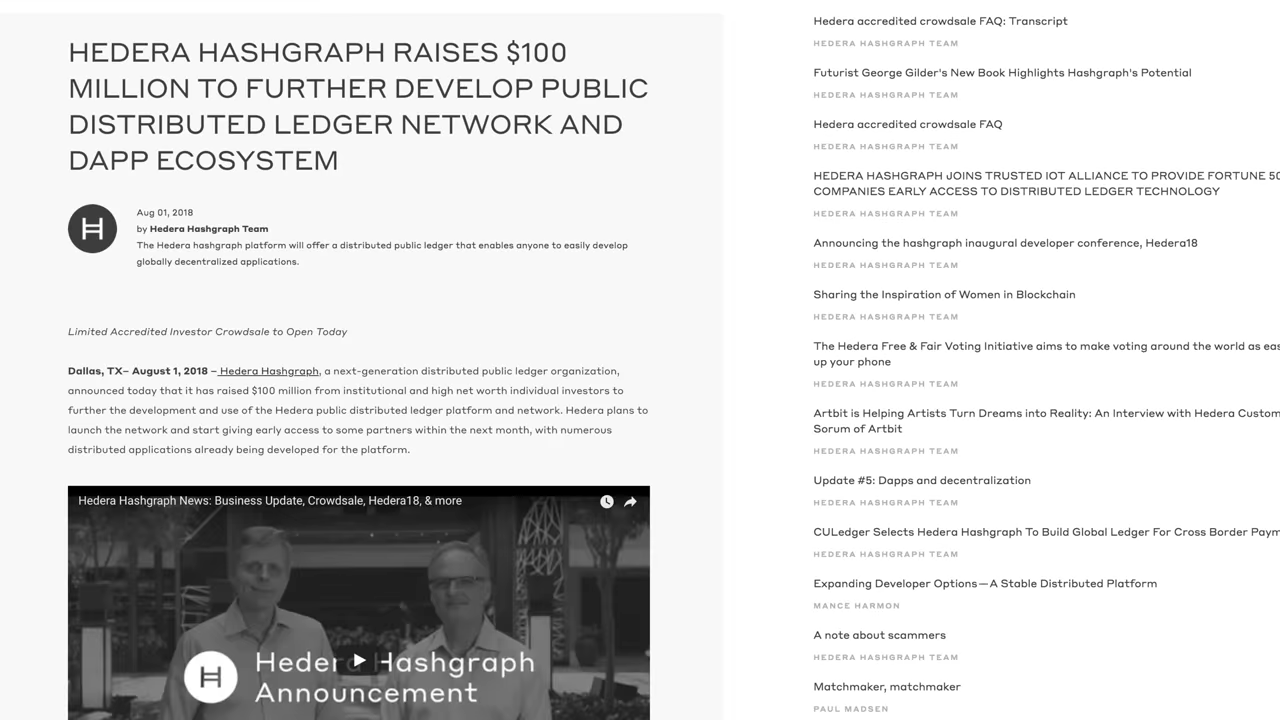 HEDERA HASHGRAPH RAISES $100
MILLION TO FURTHER DEVELOP PUBLIC
DISTRIBUTED LEDGER NETWORK AND
DAPP ECOSYSTEM
Aug 01, 2018
by Hedera Hashgraph Team
The Hedera hashgraph platform will offer a distributed public ledger that enables anyone to easily develop
globally decentralized applications.
Limited Accredited Investor Crowdsale to Open Today
Dallas, TX– August 1, 2018 – Hedera Hashgraph, a next-generation distributed public ledger organization,
announced today that it has raised $100 million from institutional and high net worth individual investors to
further the development and use of the Hedera public distributed ledger platform and network. Hedera plans to
launch the network and start giving early access to some partners within the next month, with numerous
distributed applications already being developed for the platform.
Hedera Hashgraph News: Business Update, Crowdsale, Hedera18, & more
Hedera Hashgraph
Announcement
Hedera accredited crowdsale FAQ: Transcript
HEDERA HASHGRAPH TEAM
Futurist George Gilder's New Book Highlights Hashgraph's Potential
HEDERA HASHGRAPH TEAM
Hedera accredited crowdsale FAQ
HEDERA HASHGRAPH TEAM
HEDERA HASHGRAPH JOINS TRUSTED IOT ALLIANCE TO PROVIDE FORTUNE 50
COMPANIES EARLY ACCESS TO DISTRIBUTED LEDGER TECHNOLOGY
HEDERA HASHGRAPH TEAM
Announcing the hashgraph inaugural developer conference, Hedera18
HEDERA HASHGRAPH TEAM
Sharing the Inspiration of Women in Blockchain
HEDERA HASHGRAPH TEAM
The Hedera Free & Fair Voting Initiative aims to make voting around the world as eas
up your phone
HEDERA HASHGRAPH TEAM
Artbit is Helping Artists Turn Dreams into Reality: An Interview with Hedera Custom
Sorum of Artbit
HEDERA HASHGRAPH TEAM
Update #5: Dapps and decentralization
HEDERA HASHGRAPH TEAM
CULedger Selects Hedera Hashgraph To Build Global Ledger For Cross Border Paym
HEDERA HASHGRAPH TEAM
Expanding Developer Options — A Stable Distributed Platform
MANCE HARMON
A note about scammers
HEDERA HASHGRAPH TEAM
Matchmaker, matchmaker
PAUL MADSEN